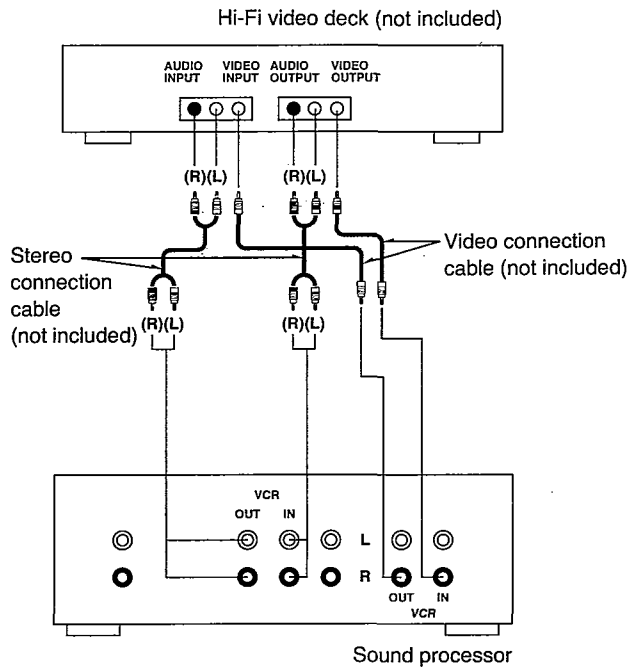 Hi-Fi video deck (not included)
AUDIO INPUT
VIDEO INPUT
AUDIO OUTPUT
VIDEO OUTPUT
(R)(L)
(R)(L)
Stereo
connection
cable
(not included)
Video connection
cable (not included)
(R)(L)
(R)(L)
VCR
OUT IN
L
R
OUT IN
VCR
Sound processor